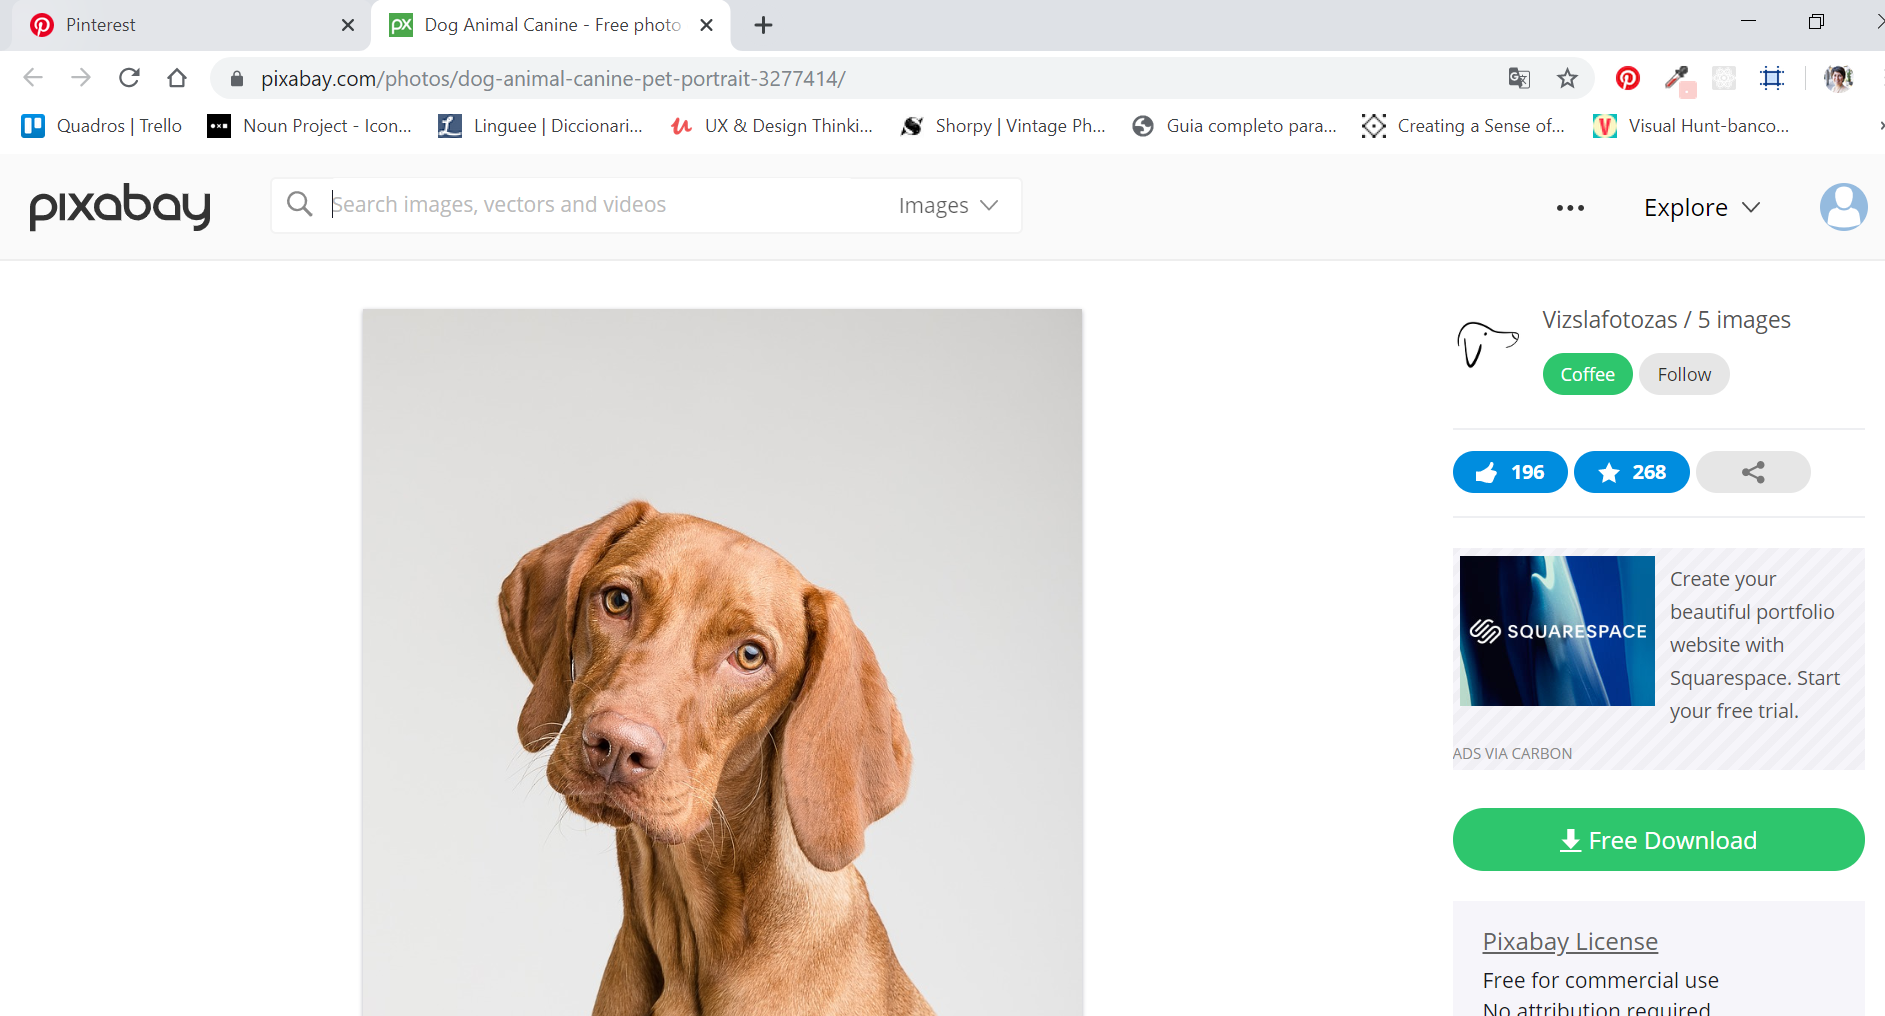 Pinterest
Dog Animal Canine - Free photo
pixabay.com/photos/dog-animal-canine-pet-portrait-3277414/
Quadros | Trello
Noun Project - Icon...
Linguee | Diccionari...
UX & Design Thinki...
Shorpy | Vintage Ph...
Guia completo para...
Creating a Sense of...
Visual Hunt-banco...
pixabay
Search images, vectors and videos
Images
Explore
Vizslafotozas / 5 images
Coffee
Follow
196
268
SQUARESPACE
Create your
beautiful portfolio
website with
Squarespace. Start
your free trial.
ADS VIA CARBON
Free Download
Pixabay License
Free for commercial use
No attribution required